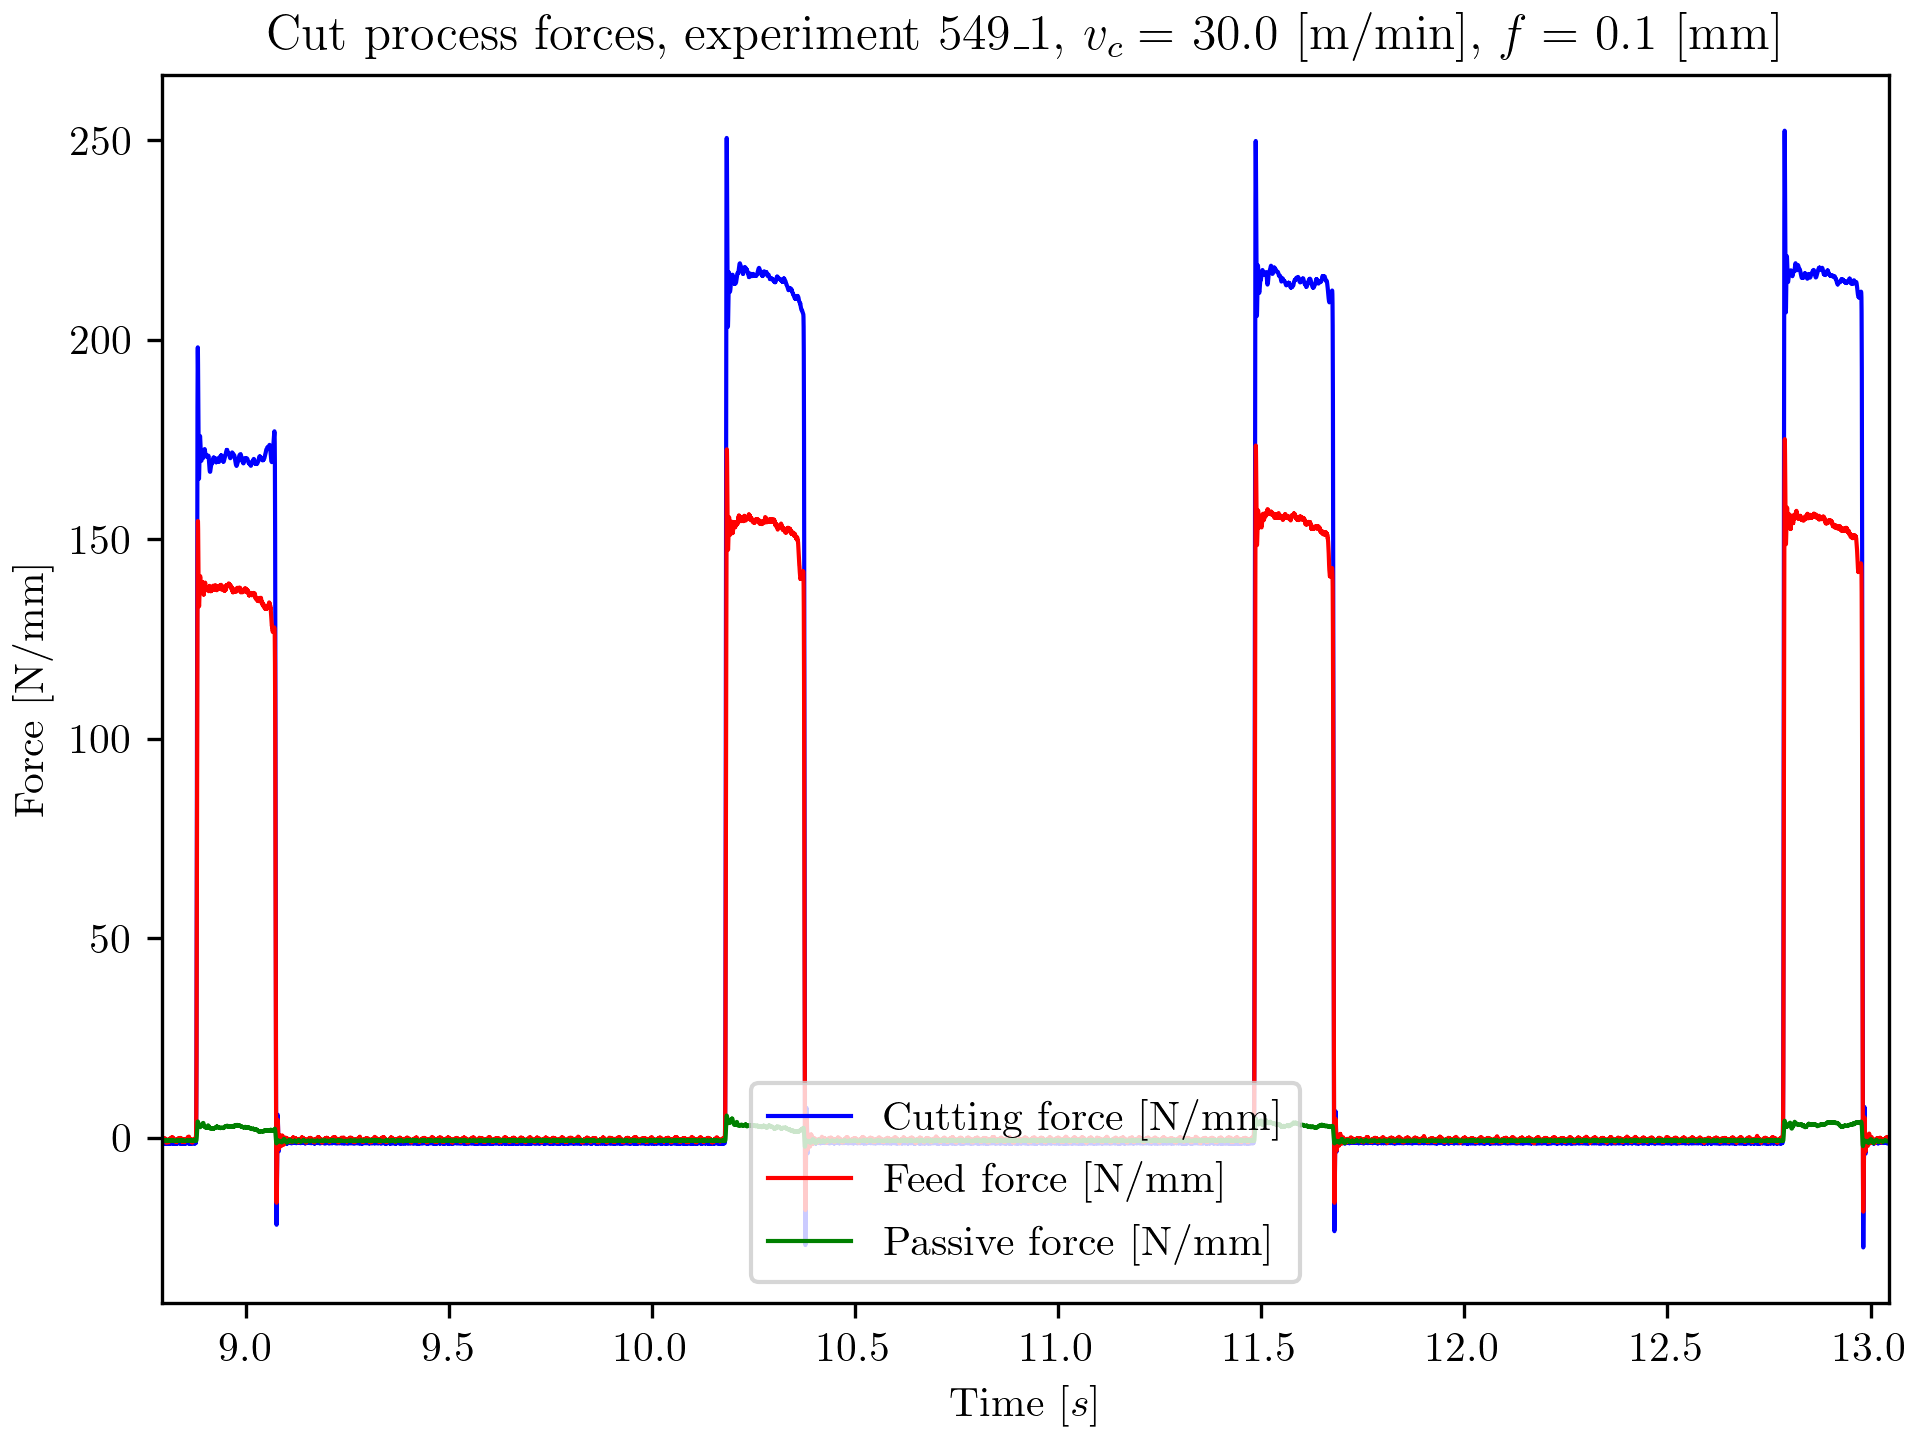 Cut process forces, experiment 549_1, v_c = 30.0 [m/min], f = 0.1 [mm]
Force [N/mm]
250
200
150
100
50
0
Cutting force [N/mm]
Feed force [N/mm]
Passive force [N/mm]
9.0 9.5 10.0 10.5 11.0 11.5 12.0 12.5 13.0
Time [s]